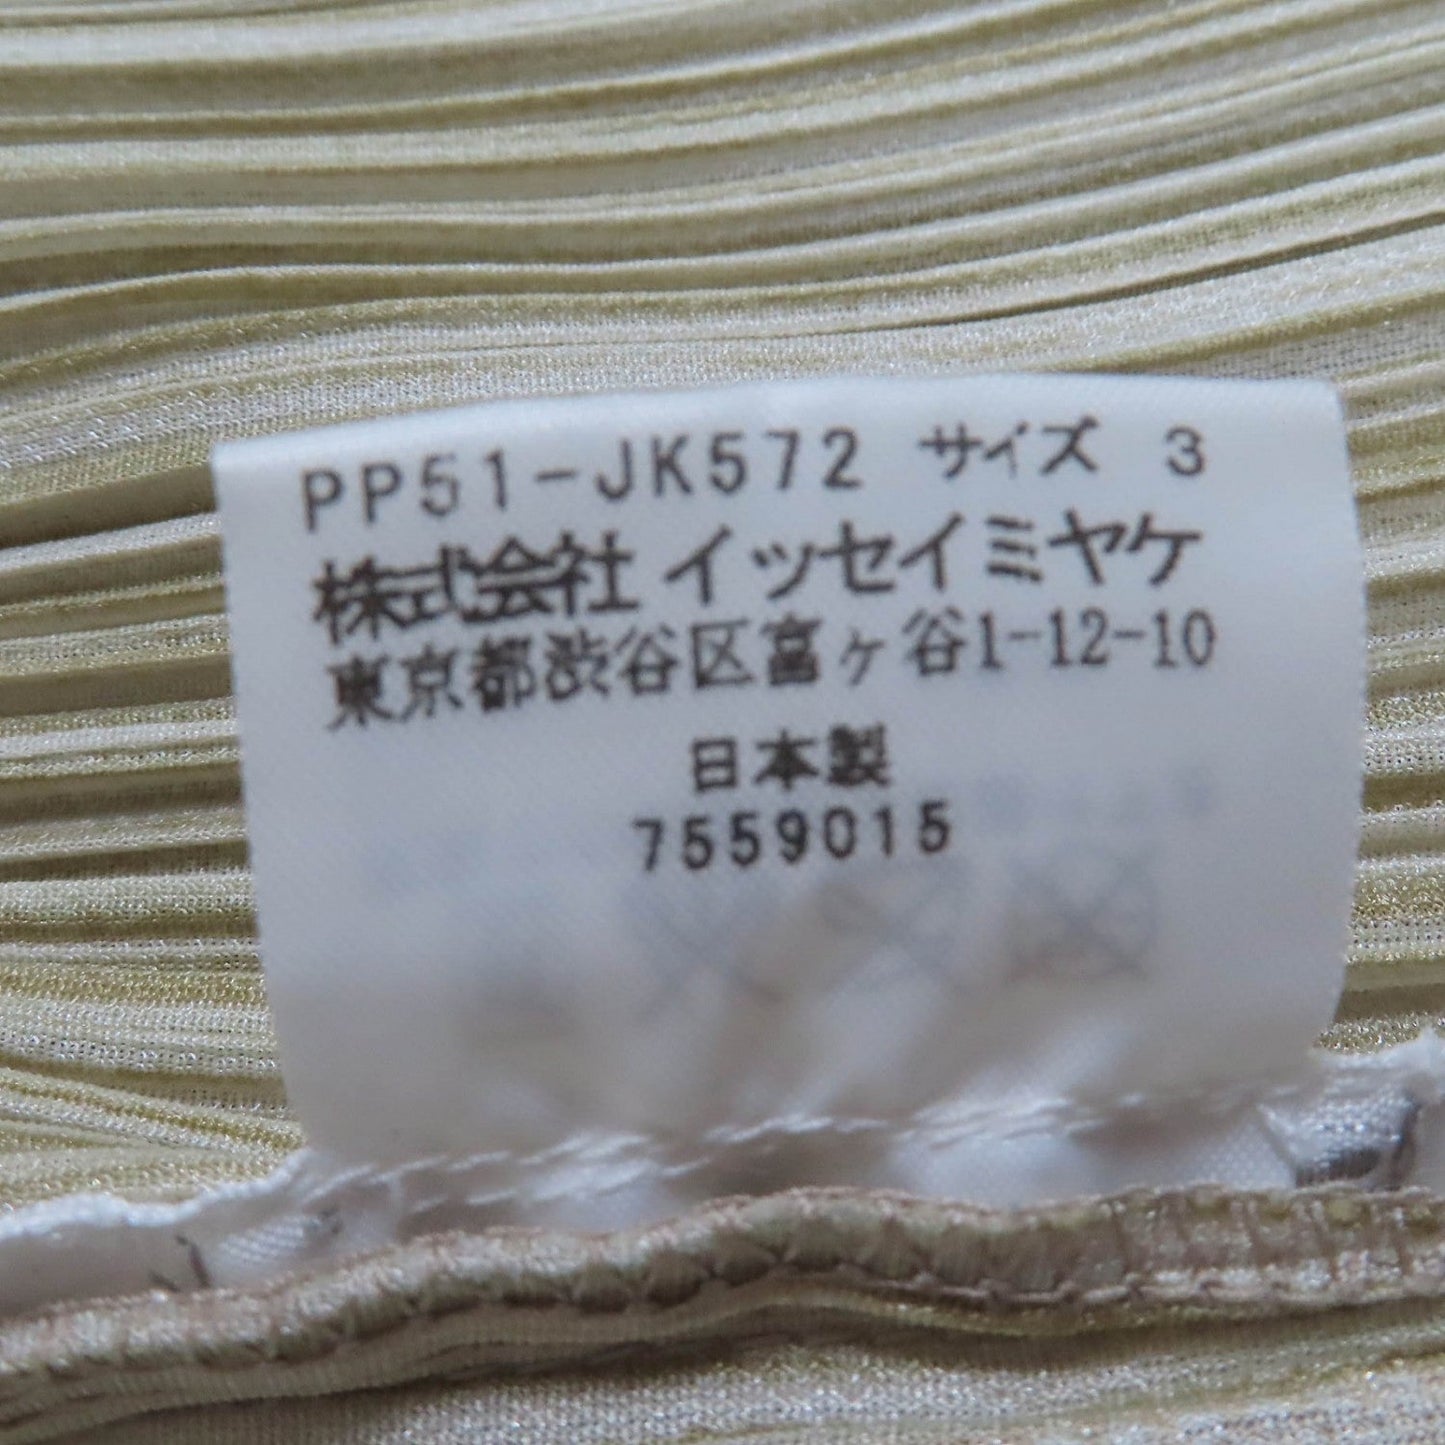 PP51-JK572 サイズ 3
株式会社 イッセイミヤケ
東京都渋谷区富ヶ谷1-12-10
日本製
7559015